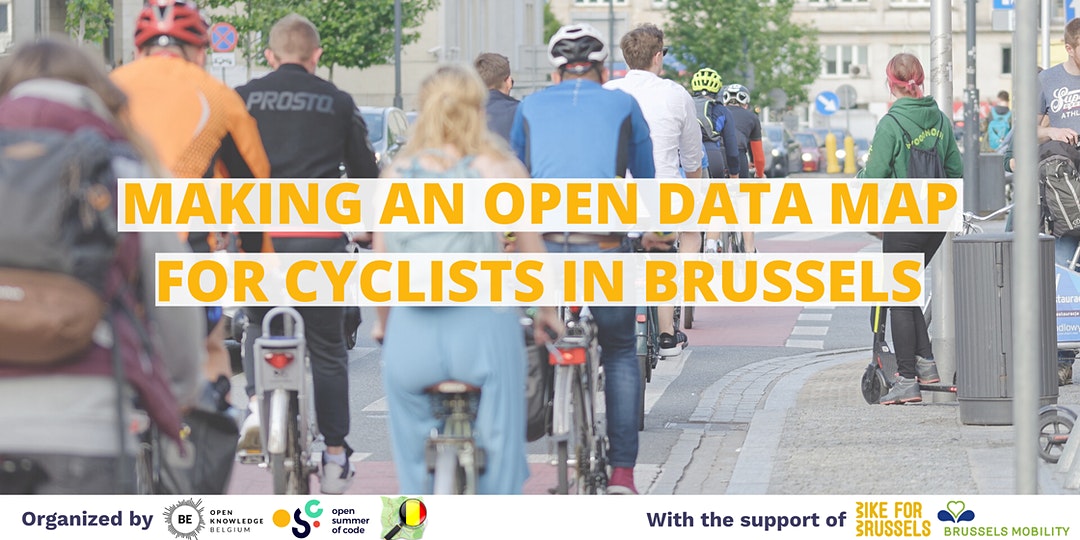 PROSTO.
MAKING AN OPEN DATA MAP
FOR CYCLISTS IN BRUSSELS
Organized by
BE
OPEN
KNOWLEDGE
BELGIUM
open
summer
of code
With the support of
BIKE FOR
BRUSSELS
BRUSSELS MOBILITY